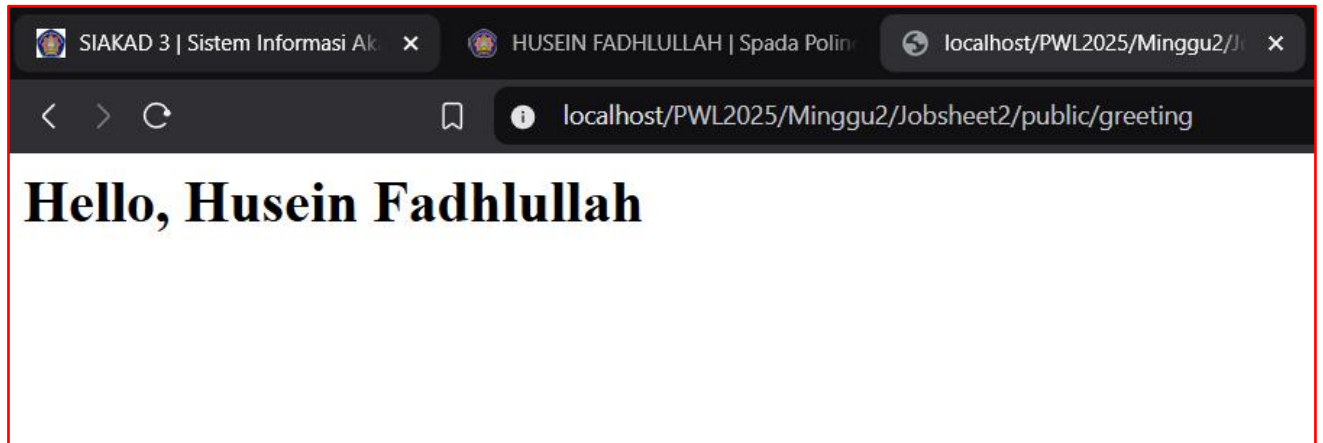 SIAKAD 3 | Sistem Informasi Ak
HUSEIN FADHLULLAH | Spada Polin
localhost/PWL2025/Minggu2/J
localhost/PWL2025/Minggu2/Jobsheet2/public/greeting
Hello, Husein Fadhlullah